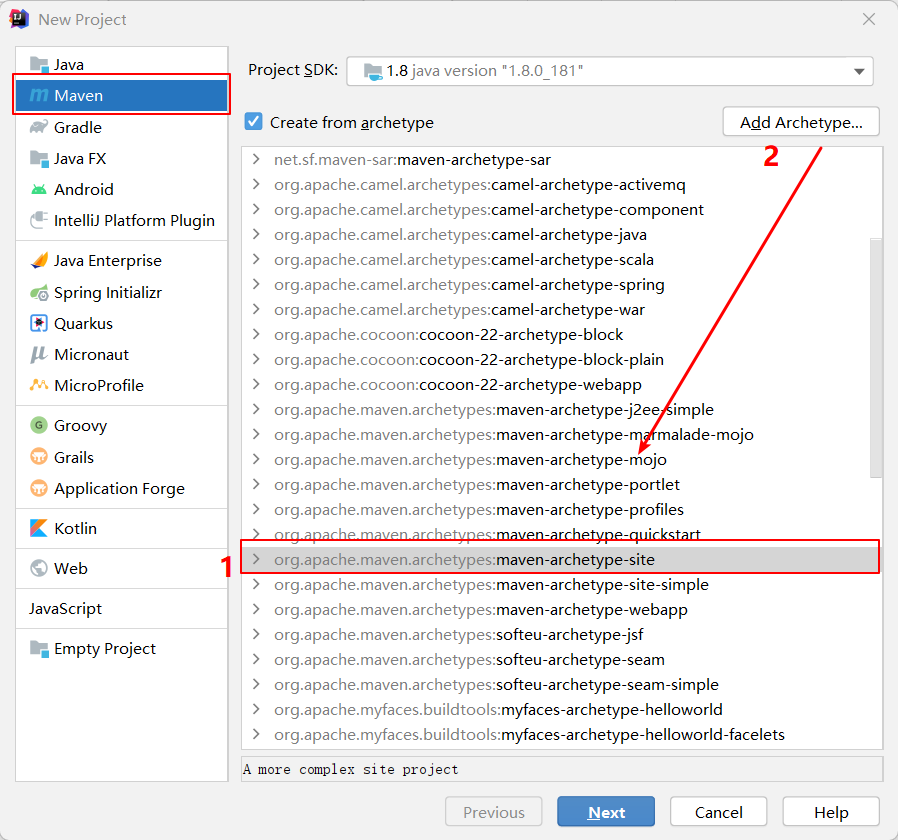 New Project
Java
Maven
Gradle
Java FX
Android
IntelliJ Platform Plugin
Java Enterprise
Spring Initializr
Quarkus
Micronaut
MicroProfile
Groovy
Grails
Application Forge
Kotlin
Web
JavaScript
Empty Project
Project SDK: 1.8 java version "1.8.0_181"
Create from archetype
Add Archetype...
2
net.sf.maven-sar:maven-archetype-sar
org.apache.camel.archetypes:camel-archetype-activemq
org.apache.camel.archetypes:camel-archetype-component
org.apache.camel.archetypes:camel-archetype-java
org.apache.camel.archetypes:camel-archetype-scala
org.apache.camel.archetypes:camel-archetype-spring
org.apache.camel.archetypes:camel-archetype-war
org.apache.cocoon:cocoon-22-archetype-block
org.apache.cocoon:cocoon-22-archetype-block-plain
org.apache.cocoon:cocoon-22-archetype-webapp
org.apache.maven.archetypes:maven-archetype-j2ee-simple
org.apache.maven.archetypes:maven-archetype-marmalade-mojo
org.apache.maven.archetypes:maven-archetype-mojo
org.apache.maven.archetypes:maven-archetype-portlet
org.apache.maven.archetypes:maven-archetype-profiles
org.apache.maven.archetypes:maven-archetype-quickstart
1
org.apache.maven.archetypes:maven-archetype-site
org.apache.maven.archetypes:maven-archetype-site-simple
org.apache.maven.archetypes:maven-archetype-webapp
org.apache.maven.archetypes:softeu-archetype-jsf
org.apache.maven.archetypes:softeu-archetype-seam
org.apache.maven.archetypes:softeu-archetype-seam-simple
org.apache.myfaces.buildtools:myfaces-archetype-helloworld
org.apache.myfaces.buildtools:myfaces-archetype-helloworld-facelets
A more complex site project
Previous
Next
Cancel
Help